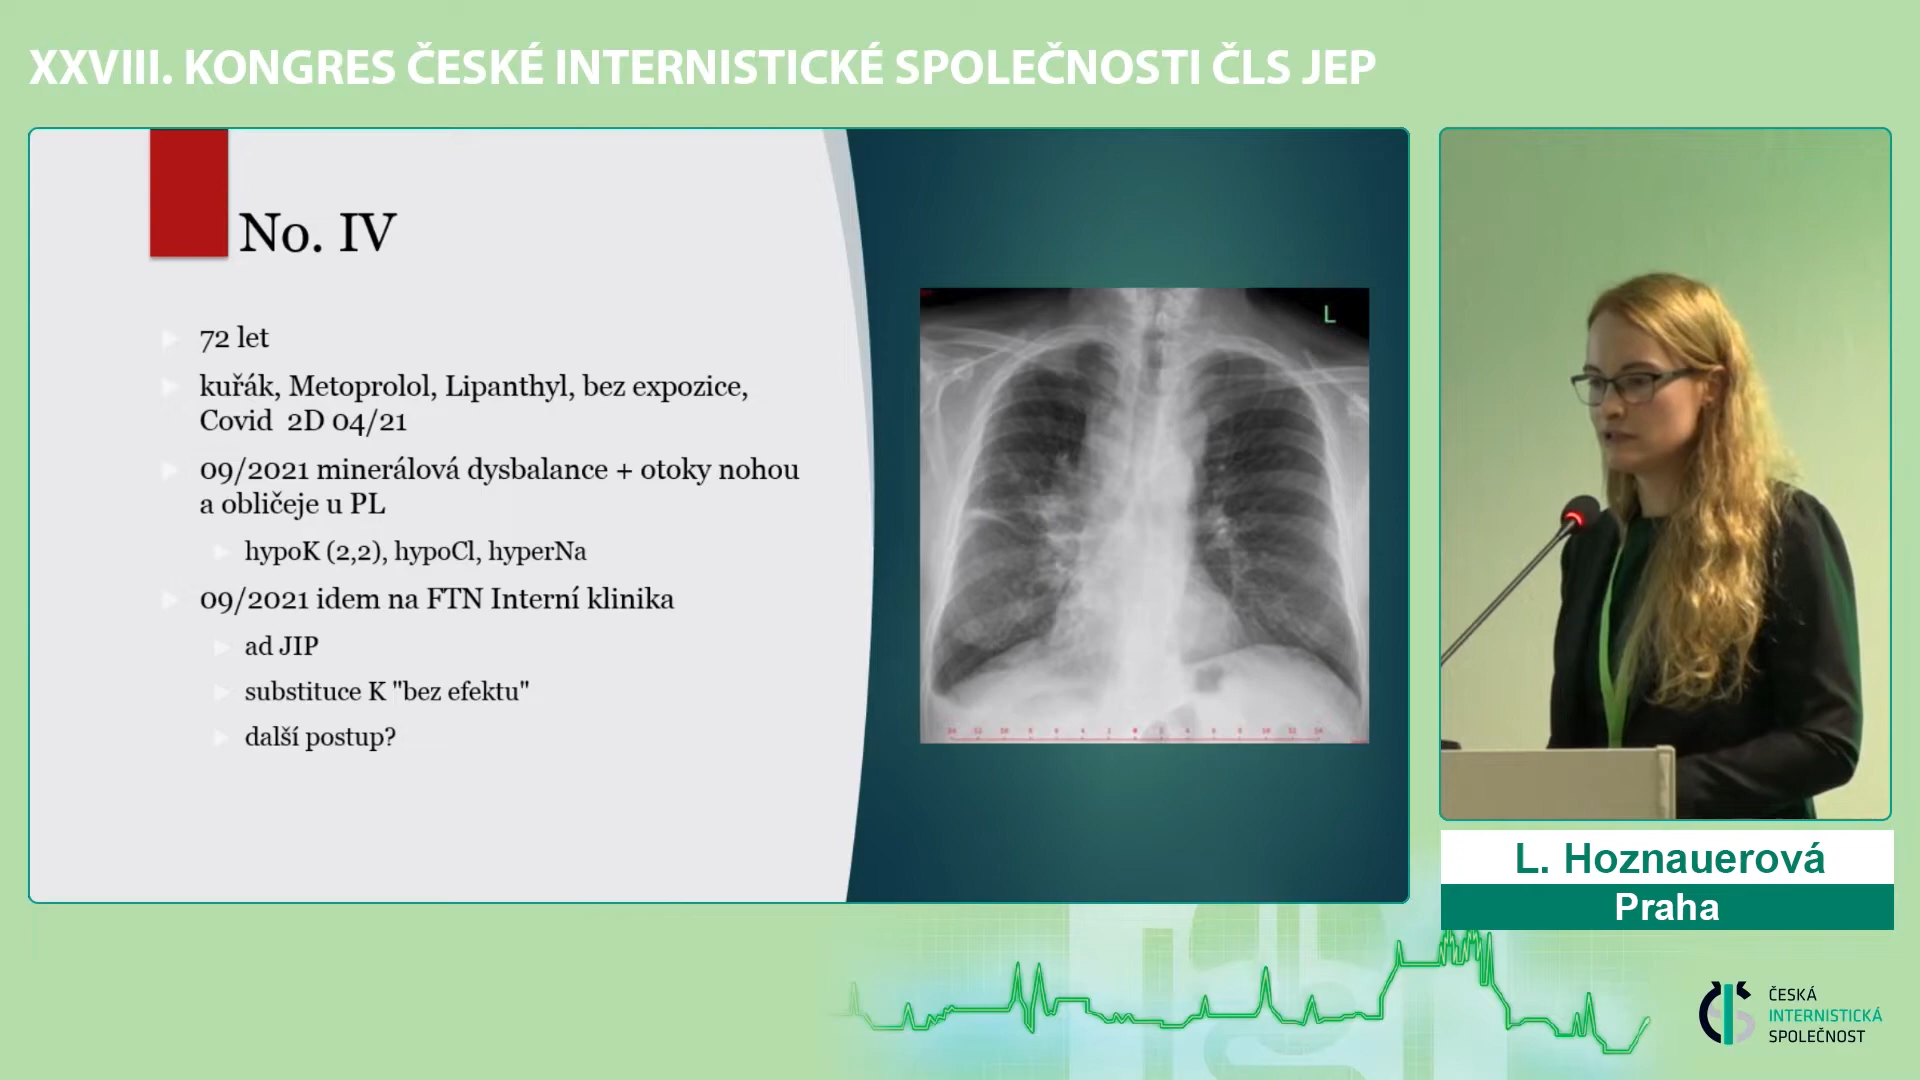 XXVIII. KONGRES ČESKÉ INTERNISTICKÉ SPOLEČNOSTI ČLS JEP
No. IV
72 let
kuřák, Metoprolol, Lipanthyl, bez expozice,
Covid 2D 04/21
09/2021 minerálová dysbalance + otoky nohou
a obličeje u PL
hypoK (2,2), hypoCl, hyperNa
09/2021 idem na FTN Interní klinika
ad JIP
substituce K "bez efektu"
další postup?
L
L. Hoznauerová
Praha
ČESKÁ
INTERNISTICKÁ
SPOLEČNOST